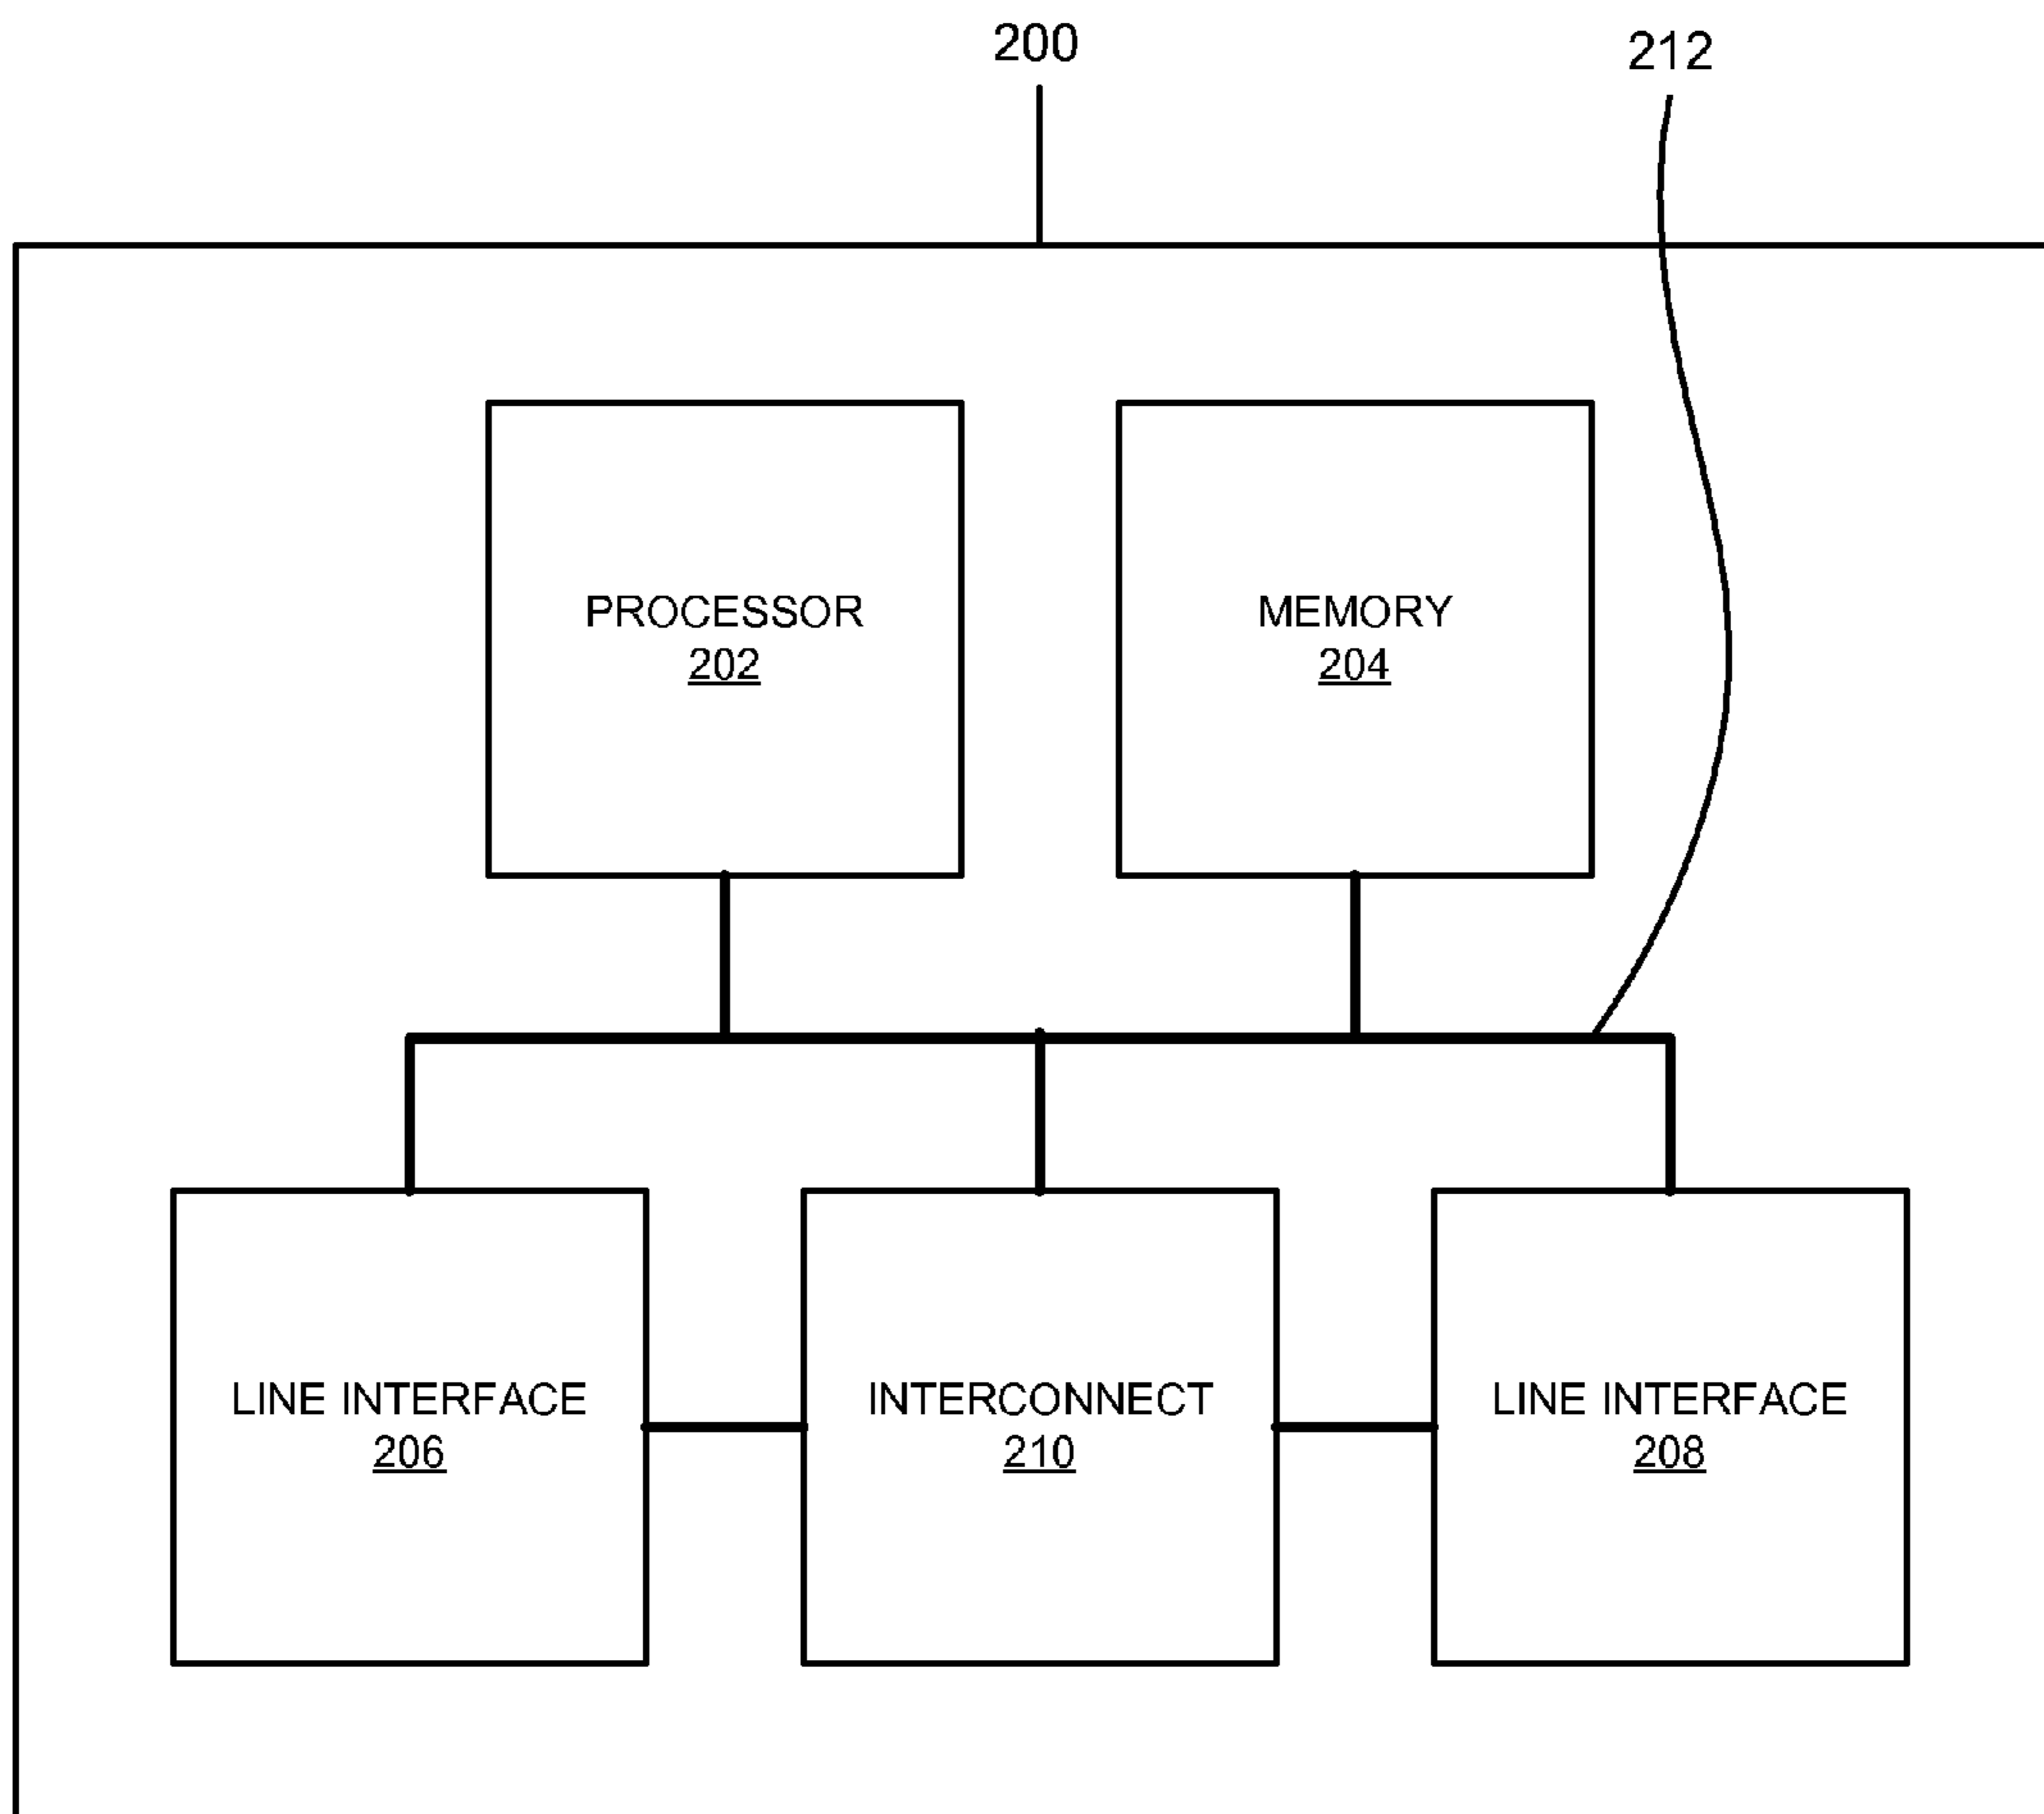 200
212
PROCESSOR
202
MEMORY
204
LINE INTERFACE
206
INTERCONNECT
210
LINE INTERFACE
208